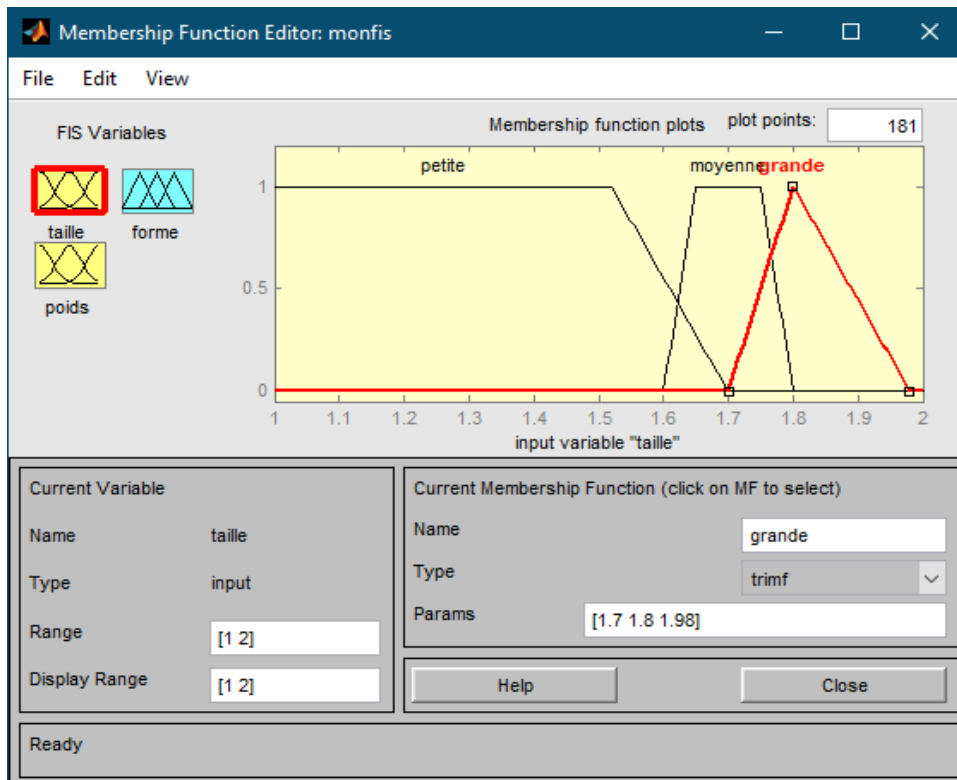 Membership Function Editor: monfis
File Edit View
FIS Variables
taille
forme
poids
Membership function plots plot points: 181
petite
moyenne
grande
1
0.5
0
1 1.1 1.2 1.3 1.4 1.5 1.6 1.7 1.8 1.9 2
input variable "taille"
Current Variable
Name taille
Type input
Range [1 2]
Display Range [1 2]
Current Membership Function (click on MF to select)
Name grande
Type trimf
Params [1.7 1.8 1.98]
Help Close
Ready